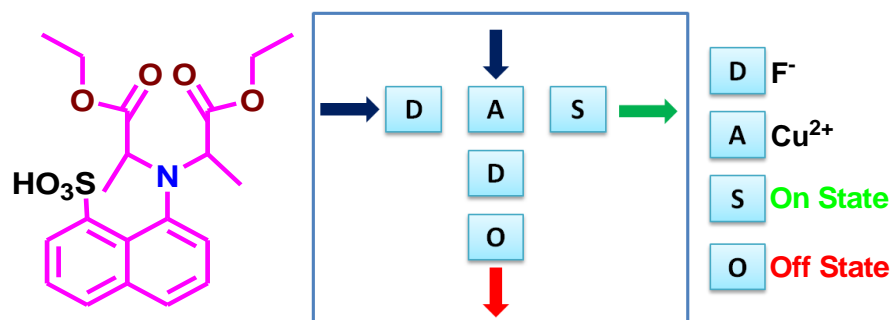 O O
O N O
HO₃S
D A S
D
O
D F⁻
A Cu²⁺
S On State
O Off State